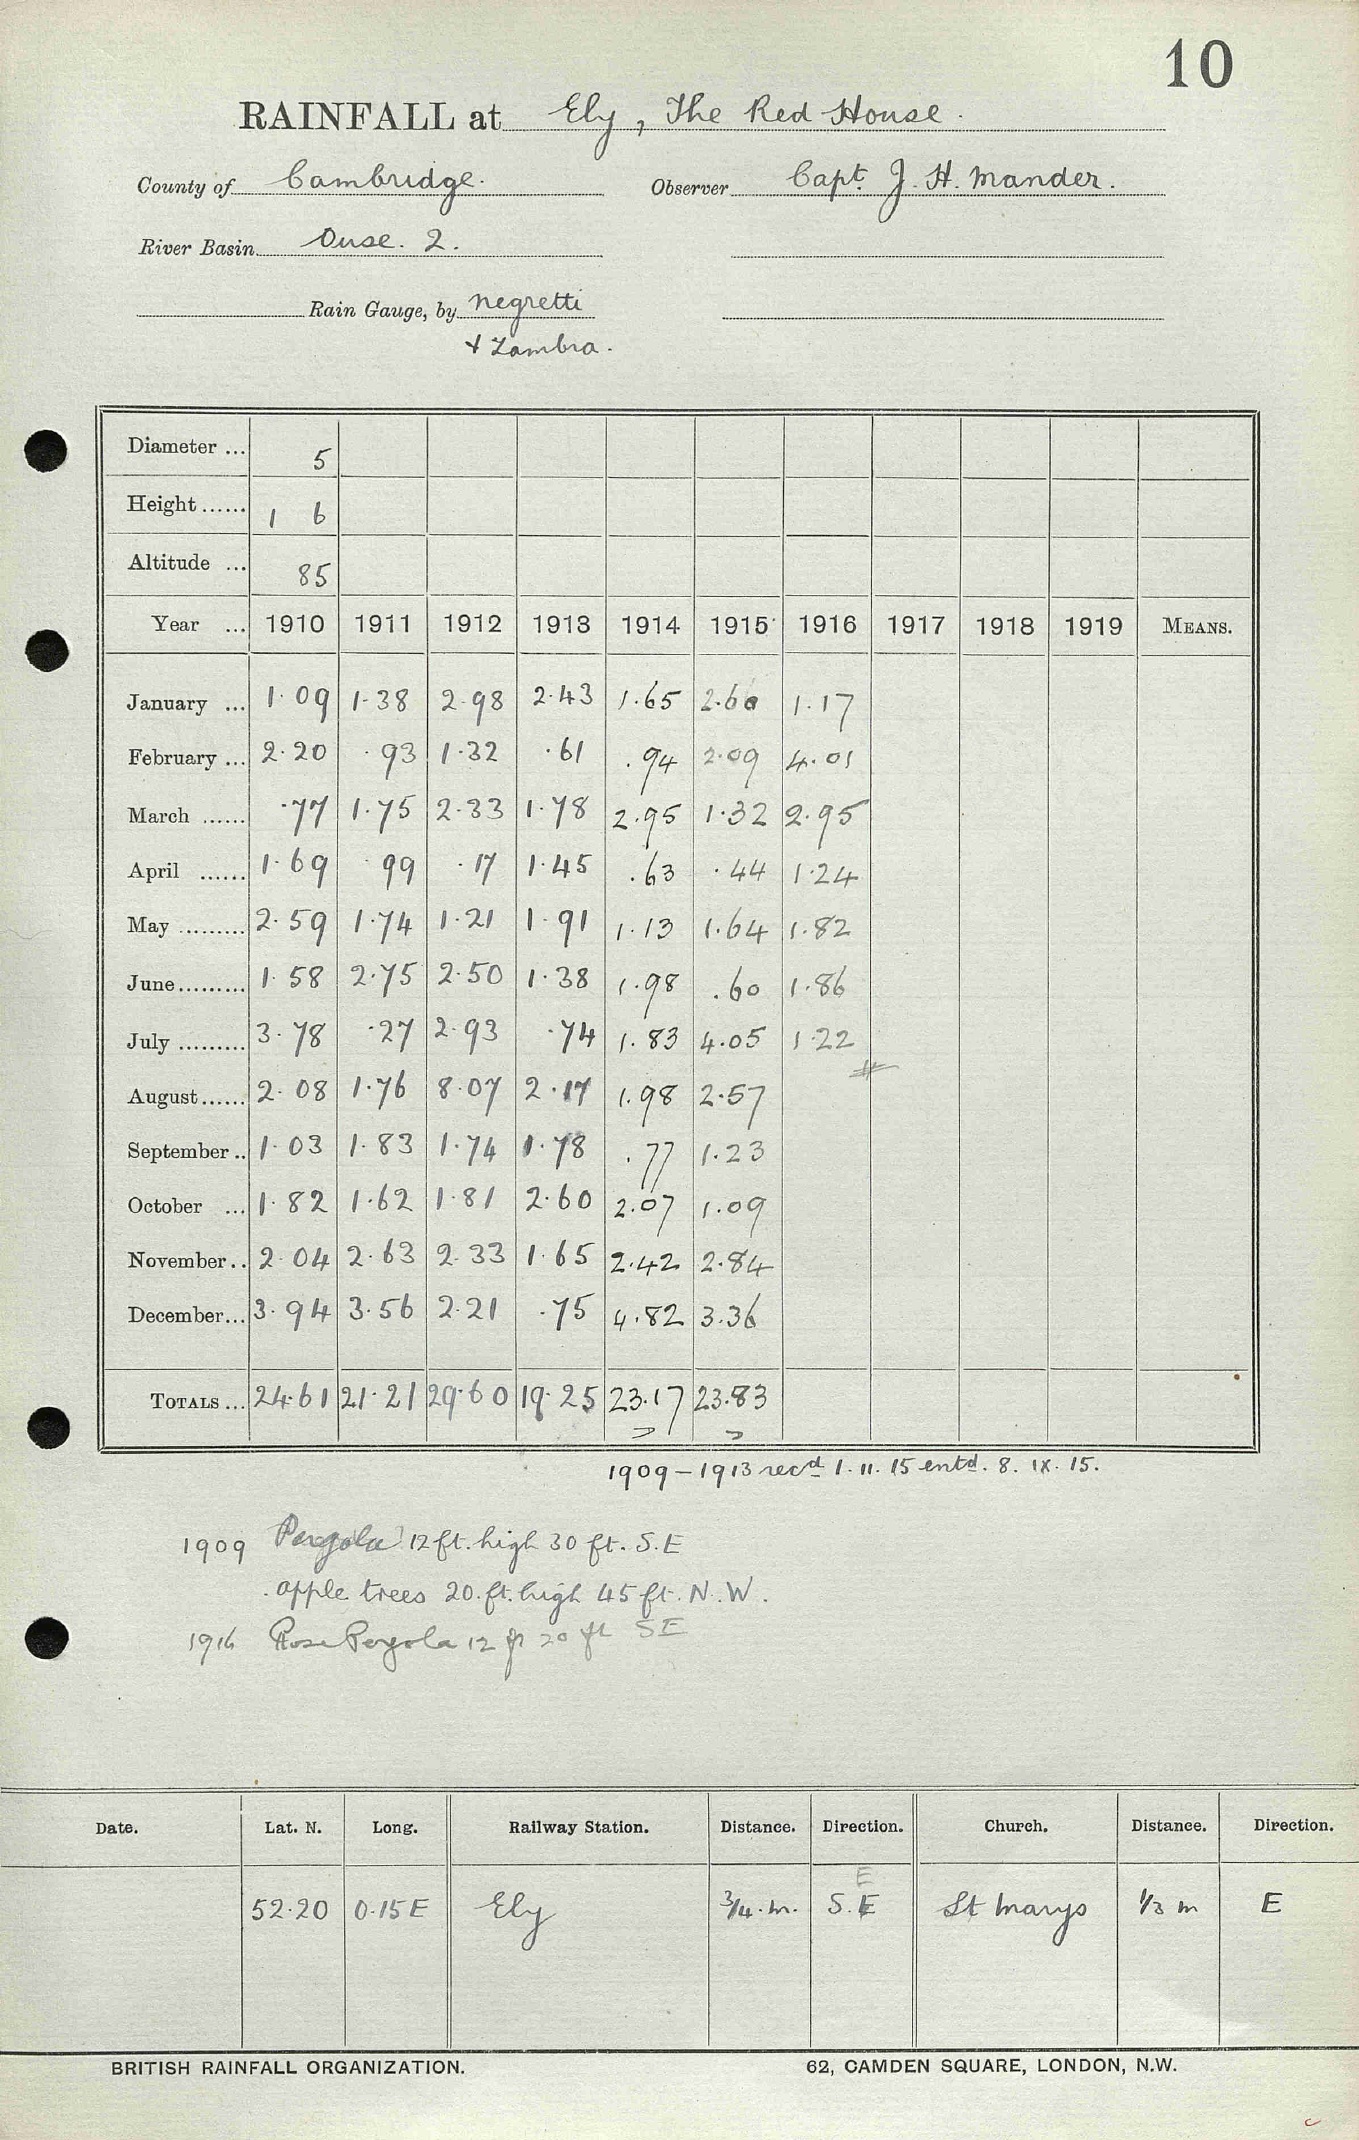 10
RAINFALL at Ely, The Red House.
County of Cambridge. Observer Capt. J. H. Mander.
River Basin Ouse. 2.
Rain Gauge, by Negretti
+ Zambra.
Diameter ... 5
Height ...... 1 6
Altitude ... 85
Year ... 1910 1911 1912 1913 1914 1915 1916 1917 1918 1919 MEANS.
January ... 1.09 1.38 2.98 2.43 1.65 2.60 1.17
February ... 2.20 .93 1.32 .61 .94 2.09 4.01
March ...... .77 1.75 2.33 1.78 2.95 1.32 2.95
April ...... 1.69 .99 .17 1.45 .63 .44 1.24
May ......... 2.59 1.74 1.21 1.91 1.13 1.64 1.82
June ......... 1.58 2.75 2.50 1.38 1.98 .60 1.86
July ......... 3.78 .27 2.93 .74 1.83 4.05 1.22
August ...... 2.08 1.76 8.07 2.17 1.98 2.57
September .. 1.03 1.83 1.74 1.78 .77 1.23
October ... 1.82 1.62 1.81 2.60 2.07 1.09
November .. 2.04 2.63 2.33 1.65 2.42 2.84
December ... 3.94 3.56 2.21 .75 4.82 3.36
TOTALS ... 24.61 21.21 29.60 19.25 23.17 23.83
1909 - 1913 recd 1. 11. 15 entd. 8. IX. 15.
1909 Pergola 12 ft. high 30 ft. S.E
apple trees 20. ft. high 45 ft. N.W.
1916 Rose Pergola 12 ft 20 ft SE
Date. Lat. N. Long. Railway Station. Distance. Direction. Church. Distance. Direction.
E
52.20 0.15 E Ely 3/4. m. S.E St Marys 1/3 m E
BRITISH RAINFALL ORGANIZATION. 62, CAMDEN SQUARE, LONDON, N.W.